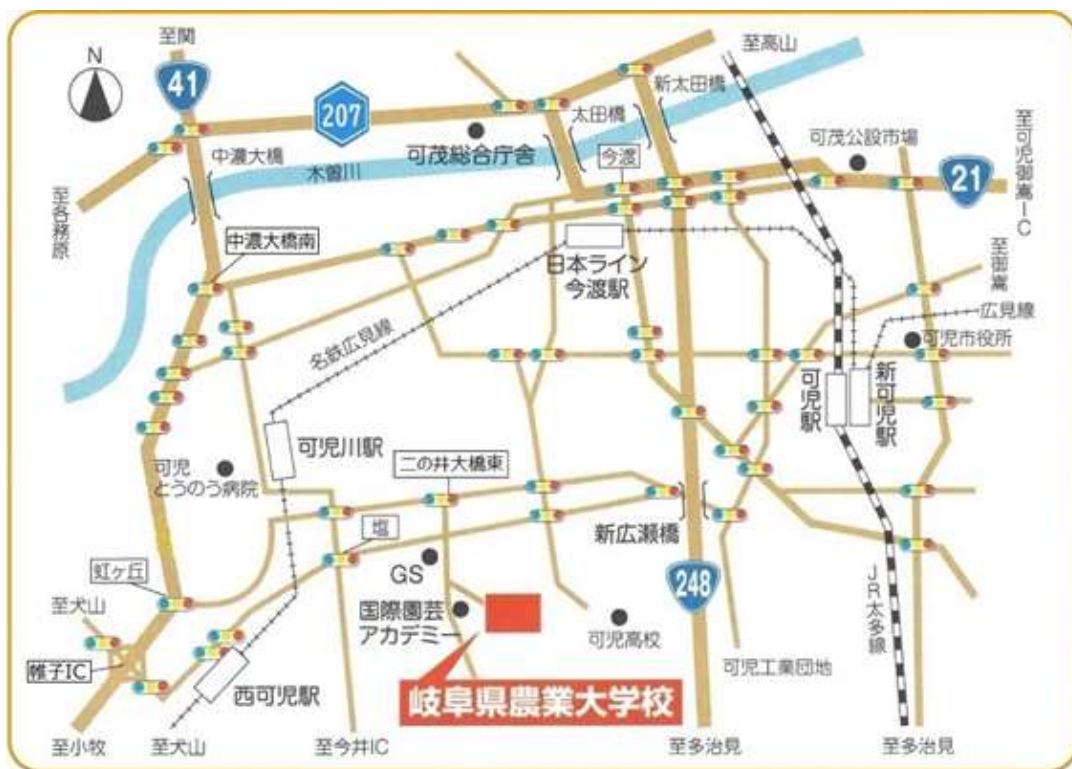 N
至関
41
207
中濃大橋
至各務原
可茂総合庁舎
木曽川
太田橋
新太田橋
至高山
今渡
可茂公設市場
21
至可児御嵩IC
中濃大橋南
日本ライン
今渡駅
至御嵩
広見線
可児市役所
名鉄広見線
可児駅
新可児駅
可児川駅
可児
とうのう病院
二の井大橋東
塩
新広瀬橋
248
虹ヶ丘
至犬山
GS
国際園芸
アカデミー
可児高校
可児工業団地
JR太多線
帷子IC
西可児駅
岐阜県農業大学校
至小牧
至犬山
至今井IC
至多治見
至多治見